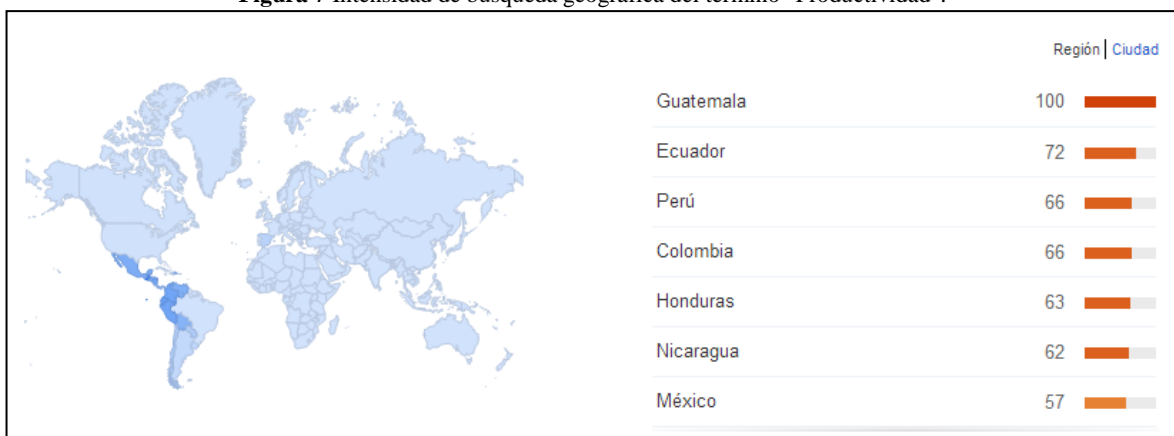 Figura 7 Intensidad de búsqueda geográfica del término "Productividad".
Región | Ciudad
Guatemala 100
Ecuador 72
Perú 66
Colombia 66
Honduras 63
Nicaragua 62
México 57